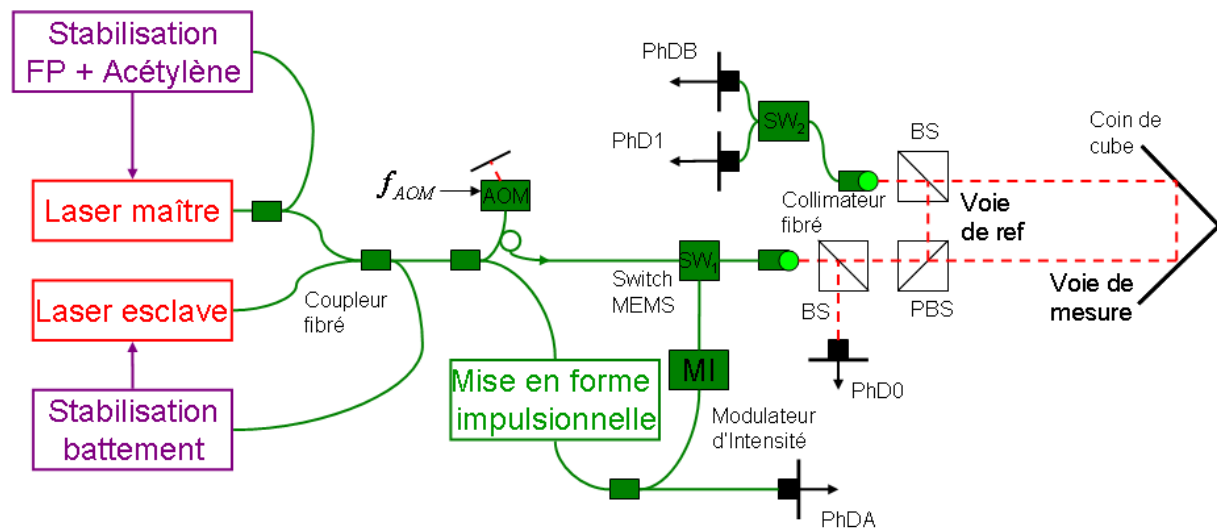 Stabilisation
FP + Acétylène
Laser maître
Laser esclave
Stabilisation
battement
Coupleur
fibré
f_AOM
AOM
Mise en forme
impulsionnelle
Switch
MEMS
SW₁
MI
Modulateur
d'Intensité
PhDA
PhDB
PhD1
SW₂
Collimateur
fibré
BS
Voie
de ref
BS
PBS
PhD0
Coin de
cube
Voie de
mesure